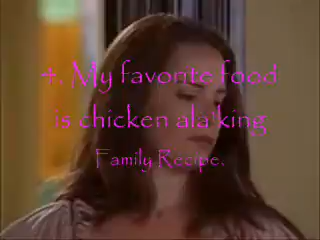 4. My favorite food
is chicken ala king
Family Recipe.